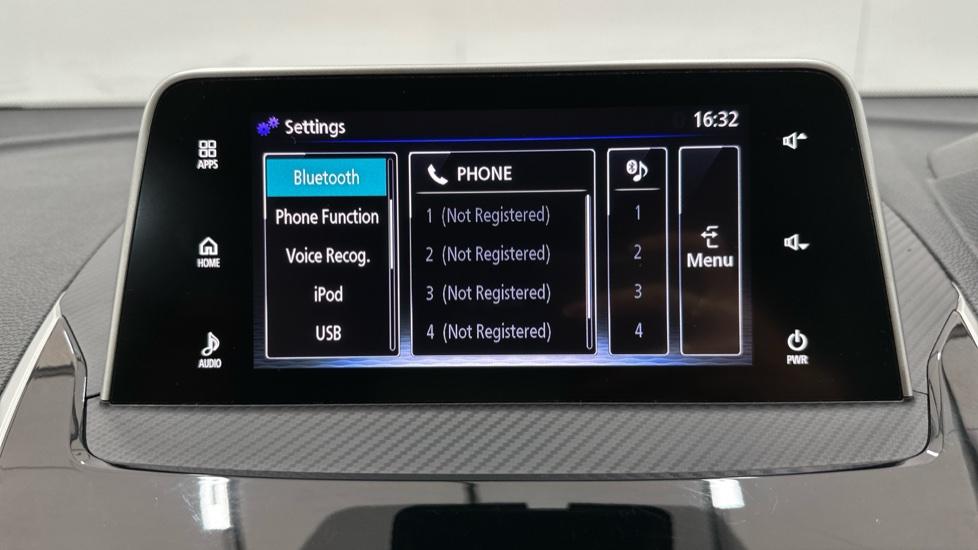 Settings
16:32
APPS
HOME
AUDIO
Bluetooth
Phone Function
Voice Recog.
iPod
USB
PHONE
1 (Not Registered)
2 (Not Registered)
3 (Not Registered)
4 (Not Registered)
1
2
3
4
Menu
PWR